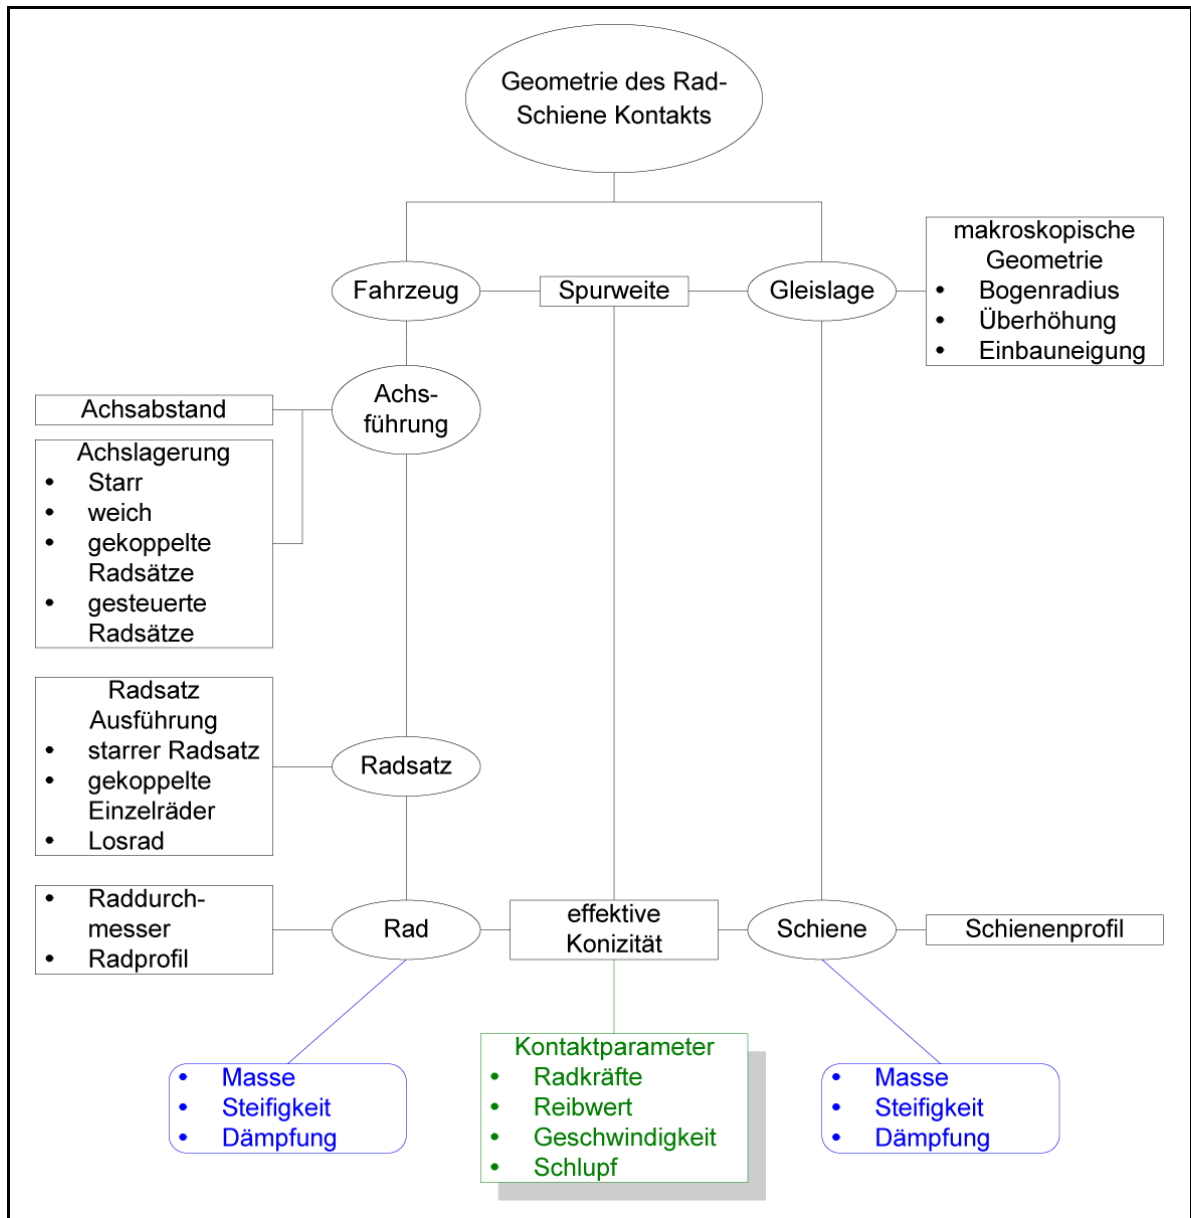 Geometrie des Rad-
Schiene Kontakts
makroskopische
Geometrie
• Bogenradius
• Überhöhung
• Einbauneigung
Fahrzeug
Spurweite
Gleislage
Achs-
führung
Achsabstand
Achslagerung
• Starr
• weich
• gekoppelte
Radsätze
• gesteuerte
Radsätze
Radsatz
Ausführung
• starrer Radsatz
• gekoppelte
Einzelräder
• Losrad
Radsatz
• Raddurch-
messer
• Radprofil
Rad
effektive
Konizität
Schiene
Schienenprofil
• Masse
• Steifigkeit
• Dämpfung
Kontaktparameter
• Radkräfte
• Reibwert
• Geschwindigkeit
• Schlupf
• Masse
• Steifigkeit
• Dämpfung